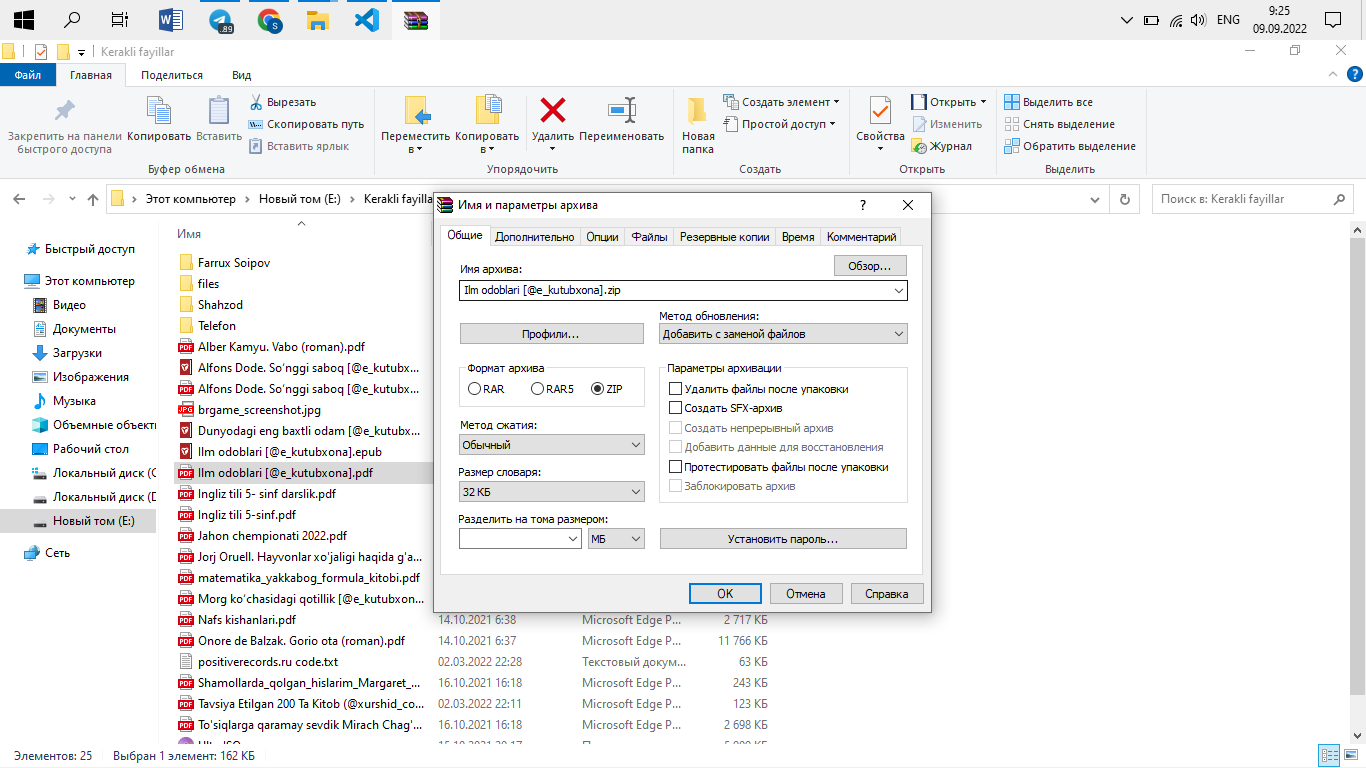 89
S
ENG
9:25
09.09.2022
Kerakli fayillar
Файл
Главная
Поделиться
Вид
Закрепить на панели
быстрого доступа
Копировать
Вставить
Вырезать
Скопировать путь
Вставить ярлык
Буфер обмена
Переместить
в
Копировать
в
Удалить
Переименовать
Упорядочить
Новая
папка
Создать элемент
Простой доступ
Создать
Свойства
Открыть
Изменить
Журнал
Открыть
Выделить все
Снять выделение
Обратить выделение
Выделить
Этот компьютер
Новый том (E:)
Kerakli fayilla
Поиск в: Kerakli fayillar
Быстрый доступ
Этот компьютер
Видео
Документы
Загрузки
Изображения
Музыка
Объемные объекты
Рабочий стол
Локальный диск (C
Локальный диск (D
Новый том (E:)
Сеть
Имя
Farrux Soipov
files
Shahzod
Telefon
Alber Kamyu. Vabo (roman).pdf
Alfons Dode. So‘nggi saboq [@e_kutubx...
Alfons Dode. So‘nggi saboq [@e_kutubx...
brgame_screenshot.jpg
Dunyodagi eng baxtli odam [@e_kutubx...
Ilm odoblari [@e_kutubxona].epub
Ilm odoblari [@e_kutubxona].pdf
Ingliz tili 5- sinf darslik.pdf
Ingliz tili 5-sinf.pdf
Jahon chempionati 2022.pdf
Jorj Oruell. Hayvonlar xo'jaligi haqida g'a...
matematika_yakkabog_formula_kitobi.pdf
Morg ko‘chasidagi qotillik [@e_kutubxon...
Nafs kishanlari.pdf 14.10.2021 6:38 Microsoft Edge P... 2 717 КБ
Onore de Balzak. Gorio ota (roman).pdf 14.10.2021 6:37 Microsoft Edge P... 11 766 КБ
positiverecords.ru code.txt 02.03.2022 22:28 Текстовый докум... 63 КБ
Shamollarda_qolgan_hislarim_Margaret_... 16.10.2021 16:18 Microsoft Edge P... 243 КБ
Tavsiya Etilgan 200 Ta Kitob (@xurshid_co... 02.03.2022 22:11 Microsoft Edge P... 123 КБ
To'siqlarga qaramay sevdik Mirach Chag'... 16.10.2021 16:18 Microsoft Edge P... 2 698 КБ
Имя и параметры архива
Общие
Дополнительно
Опции
Файлы
Резервные копии
Время
Комментарий
Имя архива:
Обзор...
Ilm odoblari [@e_kutubxona].zip
Профили...
Метод обновления:
Добавить с заменой файлов
Формат архива
RAR
RAR5
ZIP
Метод сжатия:
Обычный
Размер словаря:
32 КБ
Разделить на тома размером:
МБ
Параметры архивации
Удалить файлы после упаковки
Создать SFX-архив
Создать непрерывный архив
Добавить данные для восстановления
Протестировать файлы после упаковки
Заблокировать архив
Установить пароль...
OK
Отмена
Справка
Элементов: 25
Выбран 1 элемент: 162 КБ